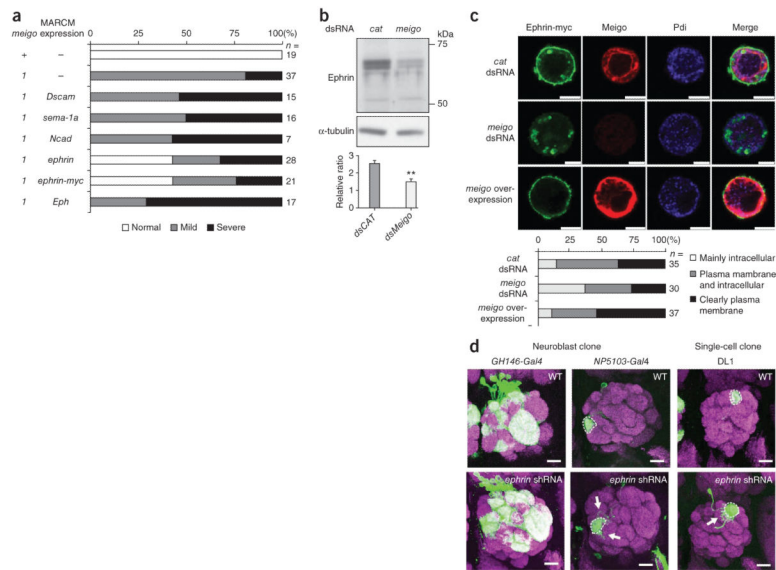 a
MARCM
meigo expression
0 25 50 75 100(%)
n =
+ – 19
1 – 37
1 Dscam 15
1 sema-1a 16
1 Ncad 7
1 ephrin 28
1 ephrin-myc 21
1 Eph 17
Normal Mild Severe
b
dsRNA cat meigo kDa
75
Ephrin
50
α-tubulin
Relative ratio
3
2
1
0
**
dsCAT dsMeigo
c
Ephrin-myc Meigo Pdi Merge
cat
dsRNA
meigo
dsRNA
meigo over-
expression
0 25 50 75 100(%)
n =
cat
dsRNA
35
meigo
dsRNA
30
meigo over-
expression
37
Mainly intracellular
Plasma mambrane
and intracellular
Clearly plasma
membrane
d
Neuroblast clone Single-cell clone
GH146-Gal4 NP5103-Gal4 DL1
WT WT WT
ephrin shRNA ephrin shRNA ephrin shRNA